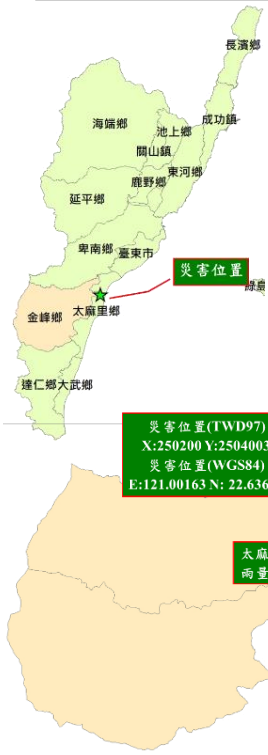 長濱鄉
成功鎮
海端鄉
池上鄉
關山鎮
東河鄉
鹿野鄉
延平鄉
卑南鄉
臺東市
災害位置
綠島
金峰鄉
太麻里鄉
達仁鄉
大武鄉
災害位置(TWD97)
X:250200 Y:2504003
災害位置(WGS84)
E:121.00163 N: 22.636
太麻
雨量